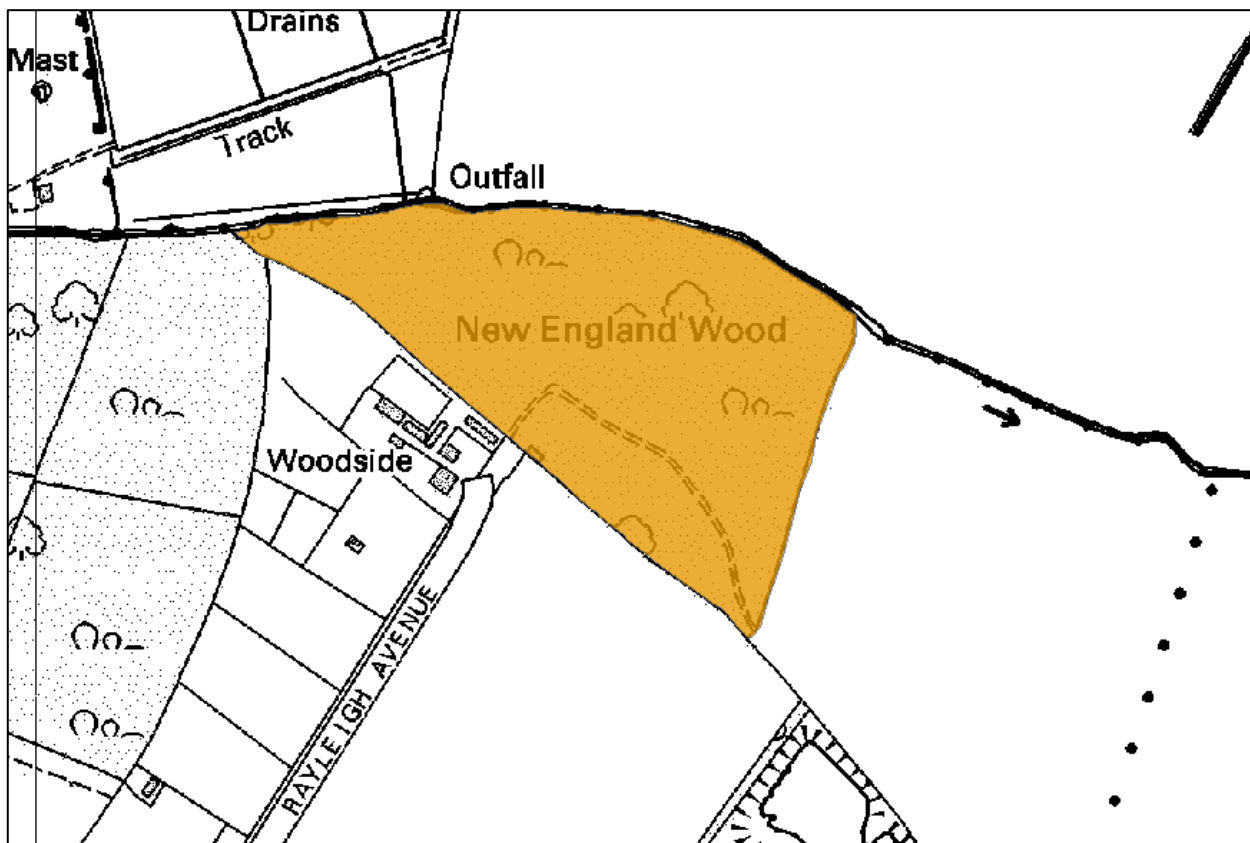 Drains
Mast
Track
Outfall
New England Wood
Woodside
RAYLEIGH AVENUE